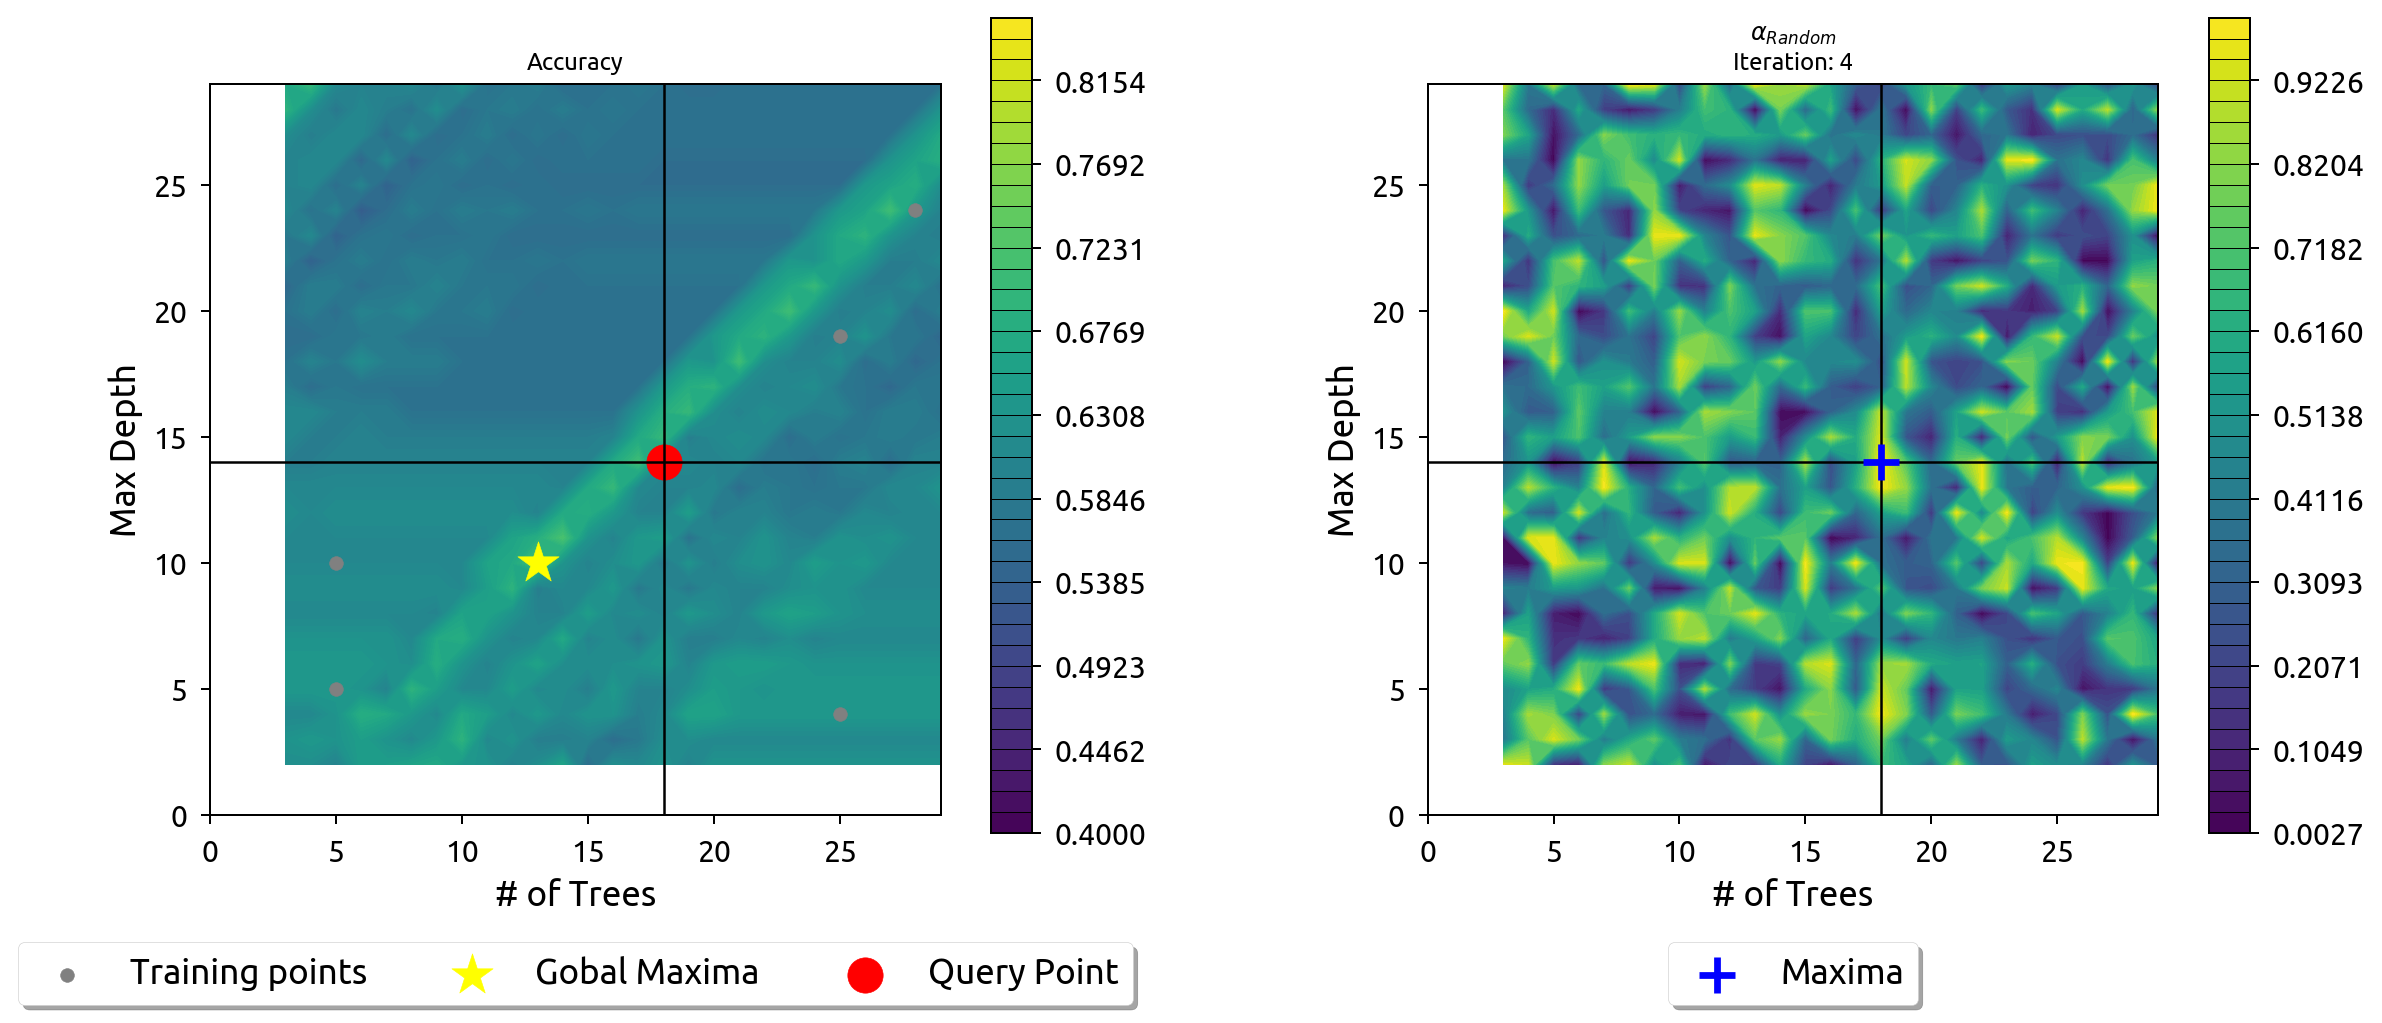 Accuracy
25
20
15
10
5
0
0 5 10 15 20 25
Max Depth
# of Trees
0.8154
0.7692
0.7231
0.6769
0.6308
0.5846
0.5385
0.4923
0.4462
0.4000
Training points Gobal Maxima Query Point
αRandom
Iteration: 4
25
20
15
10
5
0
0 5 10 15 20 25
Max Depth
# of Trees
0.9226
0.8204
0.7182
0.6160
0.5138
0.4116
0.3093
0.2071
0.1049
0.0027
Maxima